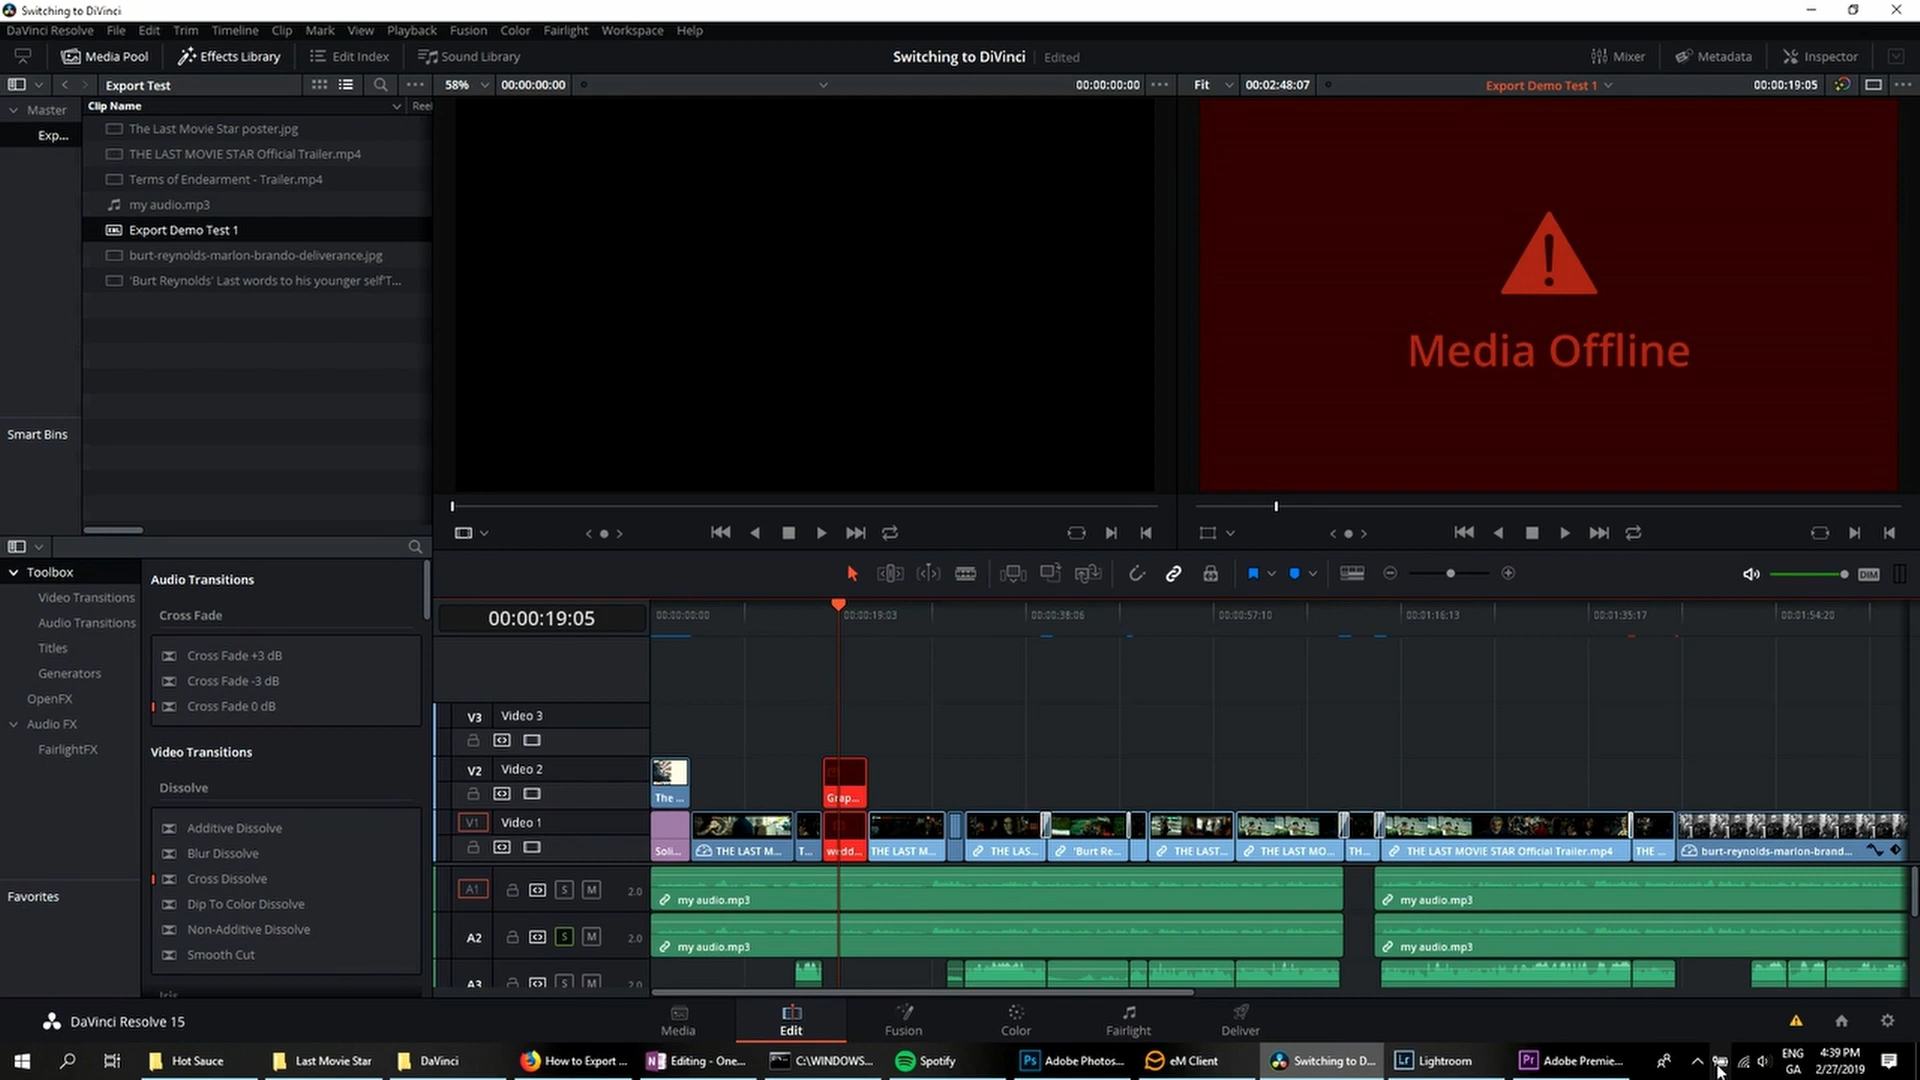 Switching to DiVinci
DaVinci Resolve File Edit Trim Timeline Clip Mark View Playback Fusion Color Fairlight Workspace Help
Media Pool Effects Library Edit Index Sound Library Switching to DiVinci Edited Mixer Metadata Inspector
Export Test 58% 00:00:00:00 00:00:00:00 Fit 00:02:48:07 Export Demo Test 1 00:00:19:05
Master Clip Name Reel
Exp...
The Last Movie Star poster.jpg
THE LAST MOVIE STAR Official Trailer.mp4
Terms of Endearment - Trailer.mp4
my audio.mp3
Export Demo Test 1
burt-reynolds-marlon-brando-deliverance.jpg
'Burt Reynolds' Last words to his younger self'T...
Media Offline
Smart Bins
Toolbox
Video Transitions
Audio Transitions
Titles
Generators
OpenFX
Audio FX
FairlightFX
Favorites
Audio Transitions
Cross Fade
Cross Fade +3 dB
Cross Fade -3 dB
Cross Fade 0 dB
Video Transitions
Dissolve
Additive Dissolve
Blur Dissolve
Cross Dissolve
Dip To Color Dissolve
Non-Additive Dissolve
Smooth Cut
Iris
DIM
00:00:19:05 00:00:00:00 00:00:19:03 00:00:38:06 00:00:57:10 00:01:16:13 00:01:35:17 00:01:54:20
V3 Video 3
V2 Video 2
The ... Grap...
V1 Video 1
Soli... THE LAST M... T... wedd... THE LAST M... THE LAS... 'Burt Re... THE LAST... THE LAST MO... TH... THE LAST MOVIE STAR Official Trailer.mp4 THE ... burt-reynolds-marlon-brand...
A1 S M 2.0 my audio.mp3 my audio.mp3
A2 S M 2.0 my audio.mp3 my audio.mp3
A3 S M 2.0
DaVinci Resolve 15 Media Edit Fusion Color Fairlight Deliver
Hot Sauce Last Movie Star DaVinci How to Export ... Editing - One... C:\WINDOWS... Spotify Adobe Photos... eM Client Switching to D... Lightroom Adobe Premie...
ENG GA
4:39 PM 2/27/2019